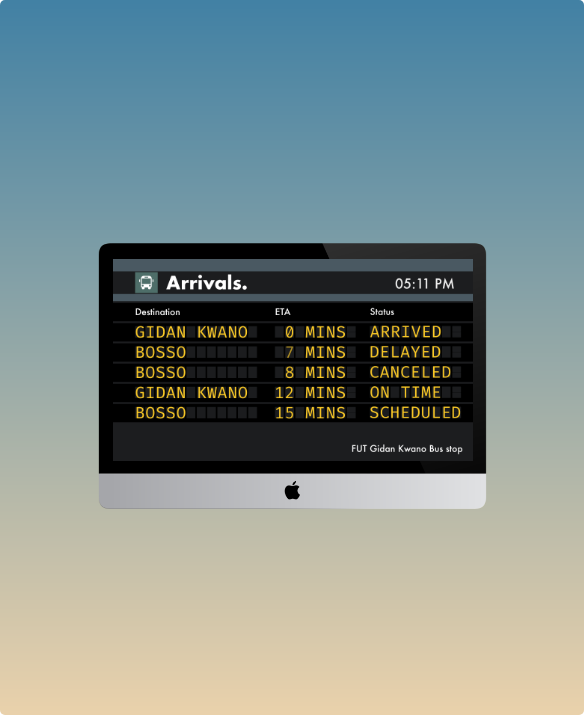 Arrivals. 05:11 PM
Destination ETA Status
GIDAN KWANO 0 MINS ARRIVED
BOSSO 7 MINS DELAYED
BOSSO 8 MINS CANCELED
GIDAN KWANO 12 MINS ON TIME
BOSSO 15 MINS SCHEDULED
FUT Gidan Kwano Bus stop